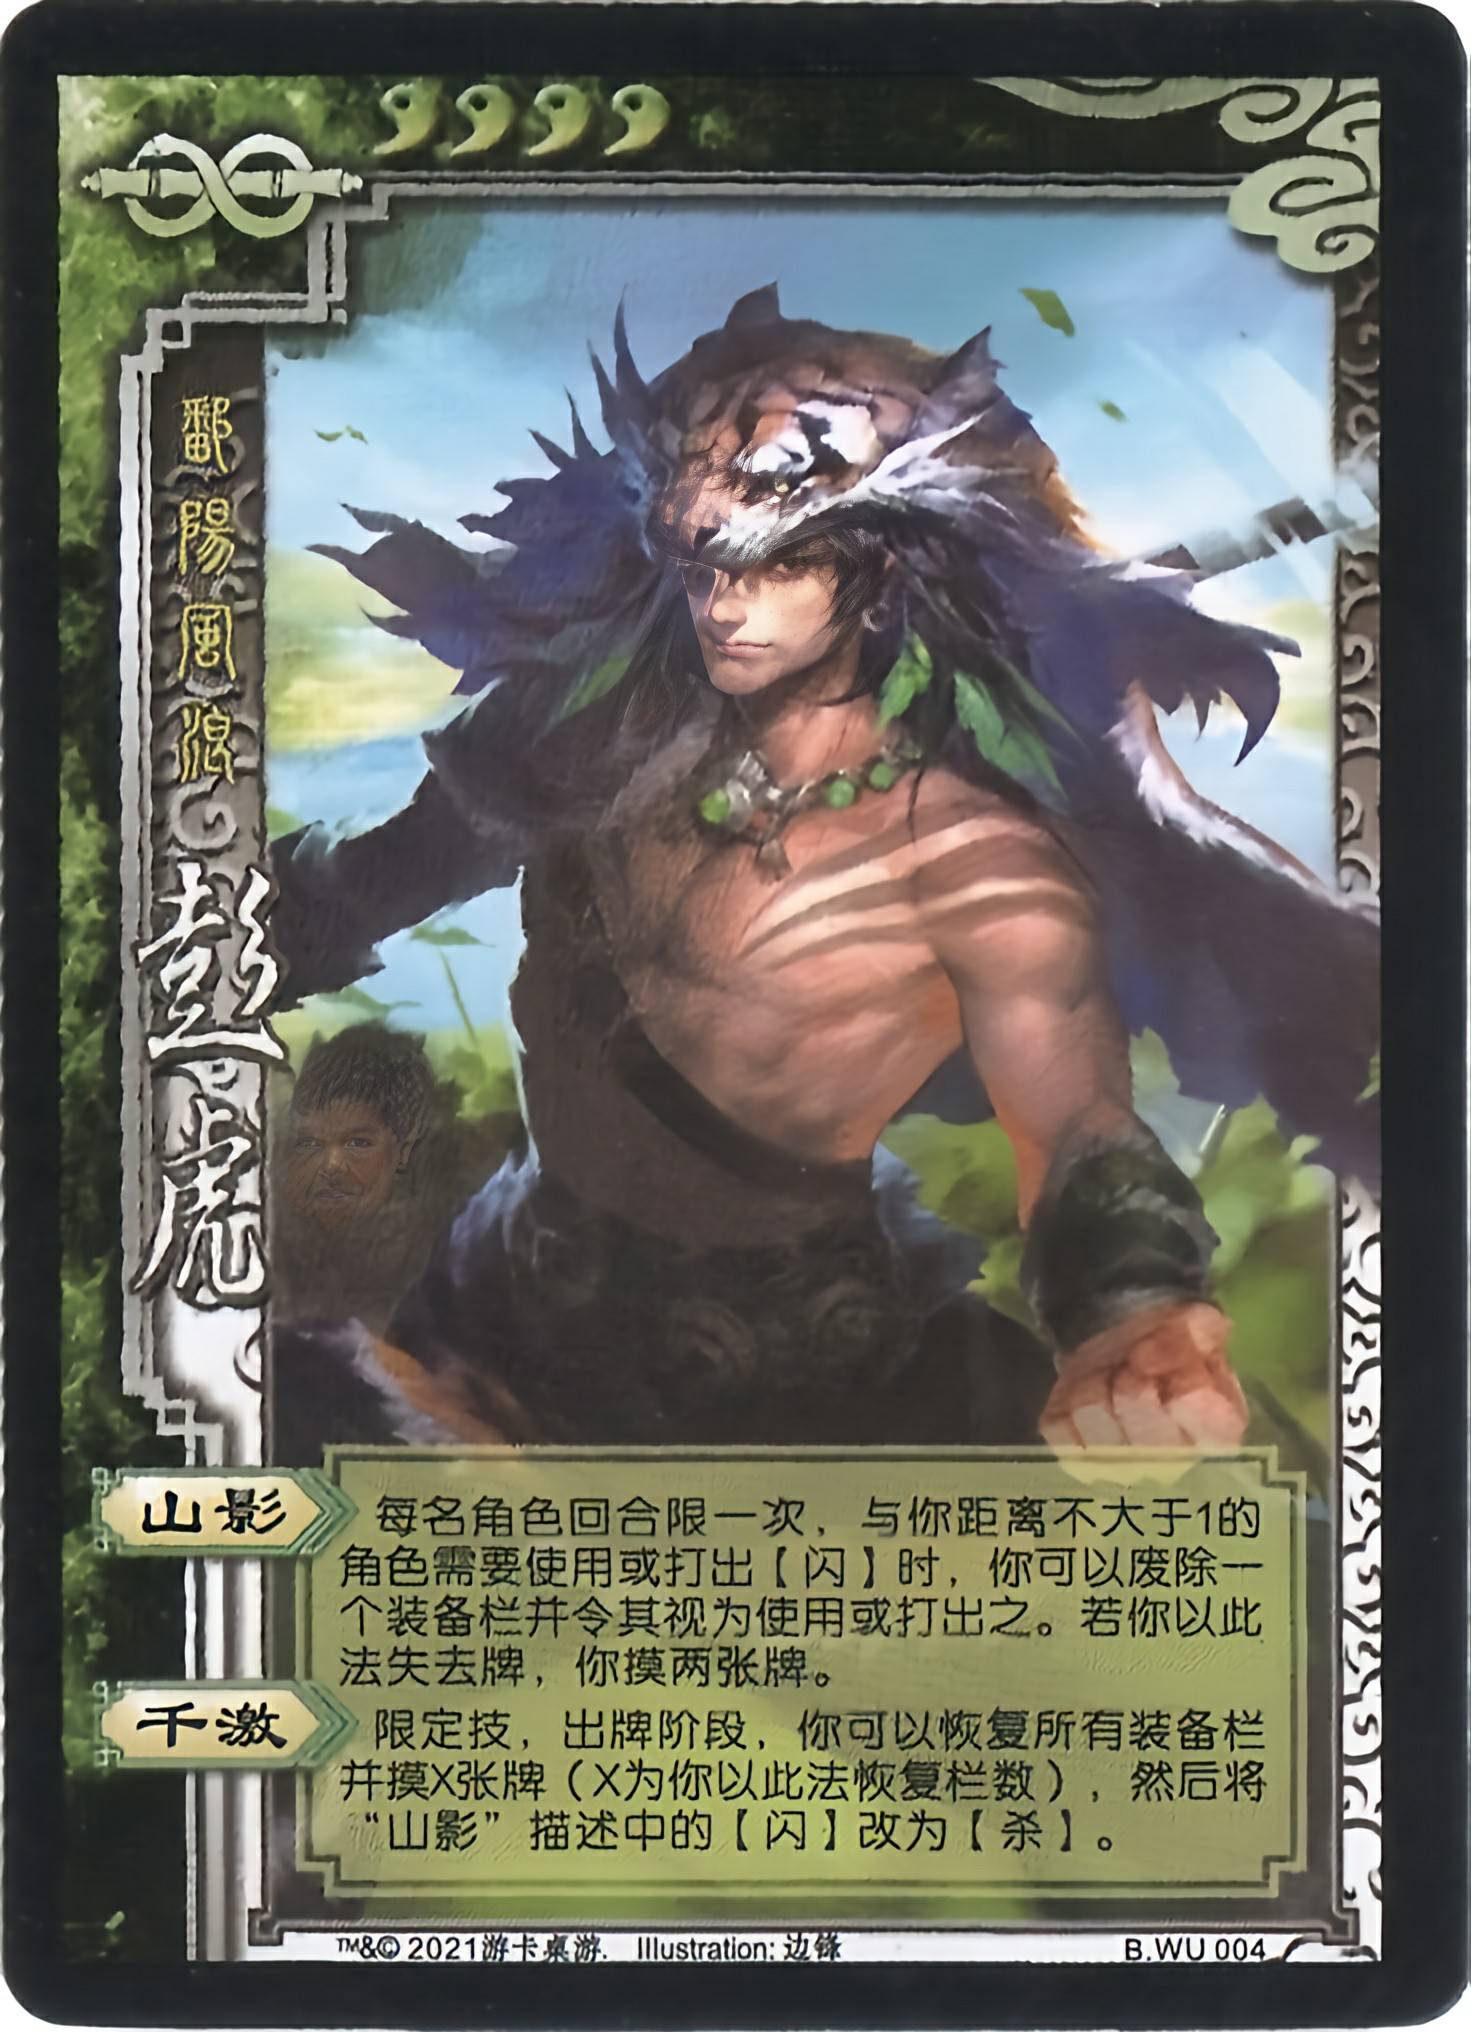 鄱陽風浪
彭虎
山影
每名角色回合限一次，与你距离不大于1的
角色需要使用或打出【闪】时，你可以废除一
个装备栏并令其视为使用或打出之。若你以此
法失去牌，你摸两张牌。
千激
限定技，出牌阶段，你可以恢复所有装备栏
并摸X张牌（X为你以此法恢复栏数），然后将
“山影”描述中的【闪】改为【杀】。
™&© 2021游卡桌游. Illustration: 边锋
B.WU 004